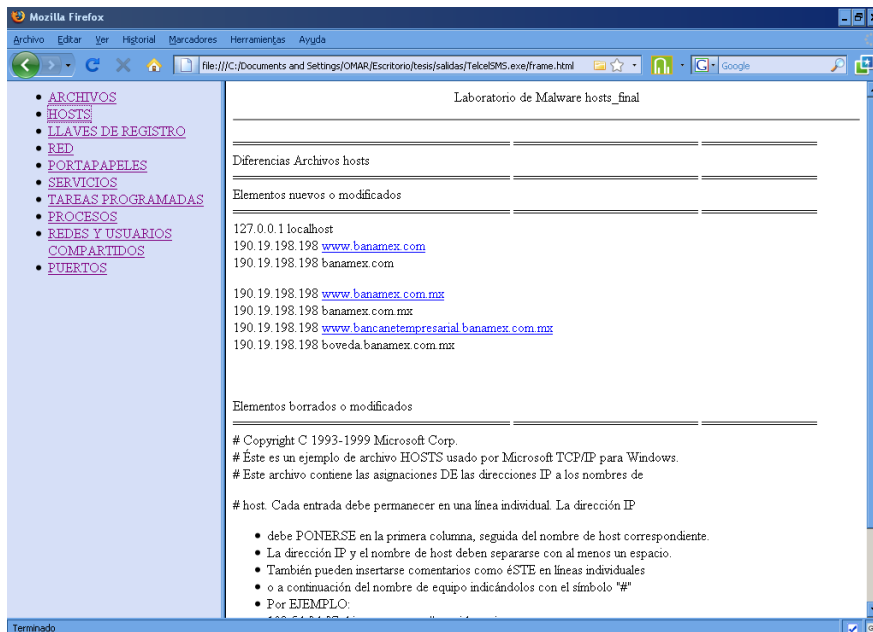 Mozilla Firefox
Archivo Editar Ver Historial Marcadores Herramientas Ayuda
file:///C:/Documents and Settings/OMAR/Escritorio/tesis/salidas/TelcelSMS.exe/frame.html
Google
ARCHIVOS
HOSTS
LLAVES DE REGISTRO
RED
PORTAPAPELES
SERVICIOS
TAREAS PROGRAMADAS
PROCESOS
REDES Y USUARIOS
COMPARTIDOS
PUERTOS
Laboratorio de Malware hosts_final
Diferencias Archivos hosts
Elementos nuevos o modificados
127.0.0.1 localhost
190.19.198.198 www.banamex.com
190.19.198.198 banamex.com
190.19.198.198 www.banamex.com.mx
190.19.198.198 banamex.com.mx
190.19.198.198 www.bancanetempresarial.banamex.com.mx
190.19.198.198 boveda.banamex.com.mx
Elementos borrados o modificados
# Copyright C 1993-1999 Microsoft Corp.
# Éste es un ejemplo de archivo HOSTS usado por Microsoft TCP/IP para Windows.
# Este archivo contiene las asignaciones DE las direcciones IP a los nombres de
# host. Cada entrada debe permanecer en una línea individual. La dirección IP
debe PONERSE en la primera columna, seguida del nombre de host correspondiente.
La dirección IP y el nombre de host deben separarse con al menos un espacio.
También pueden insertarse comentarios como éSTE en líneas individuales
o a continuación del nombre de equipo indicándolos con el símbolo "#"
Por EJEMPLO:
Terminado